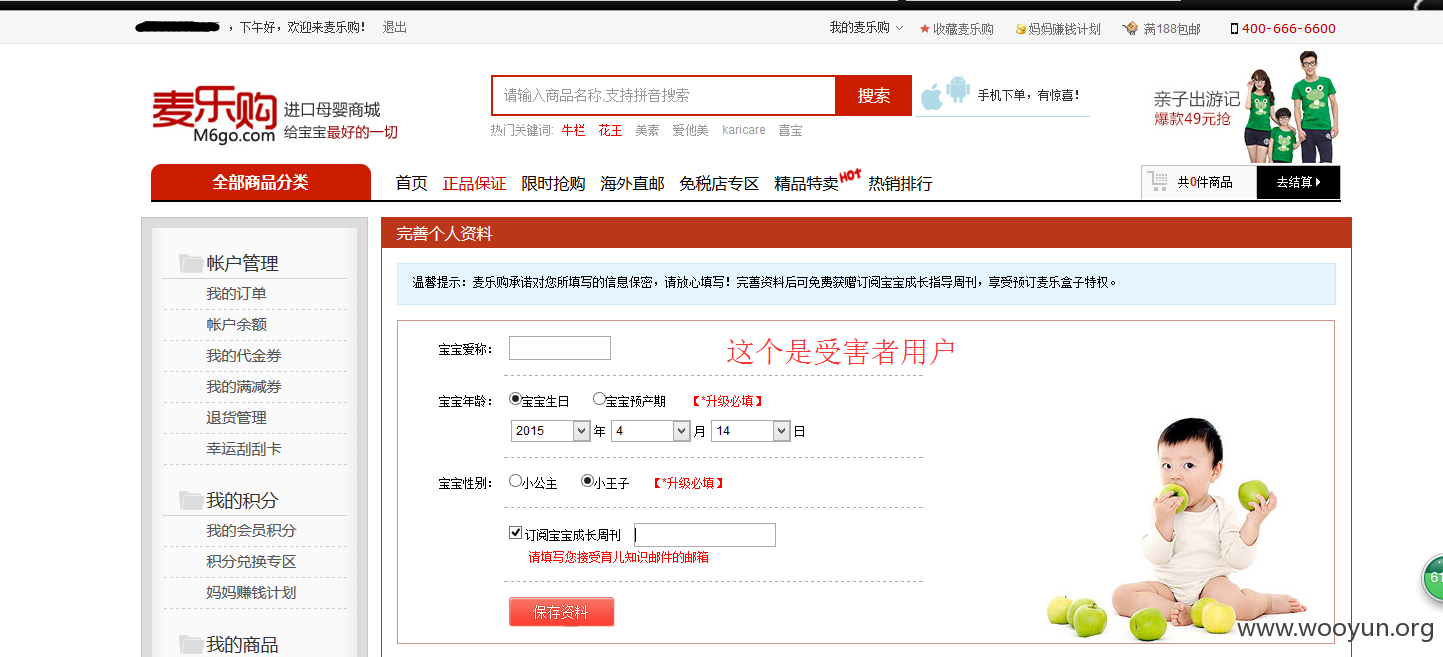 ，下午好，欢迎来麦乐购！ 退出
我的麦乐购 收藏麦乐购 妈妈赚钱计划 满188包邮 400-666-6600
麦乐购
M6go.com
进口母婴商城
给宝宝最好的一切
请输入商品名称,支持拼音搜索 搜索
手机下单，有惊喜！
亲子出游记
爆款49元抢
热门关键词: 牛栏 花王 美素 爱他美 karicare 喜宝
全部商品分类 首页 正品保证 限时抢购 海外直邮 免税店专区 精品特卖 HOT 热销排行
共0件商品 去结算
帐户管理
我的订单
帐户余额
我的代金券
我的满减券
退货管理
幸运刮刮卡
我的积分
我的会员积分
积分兑换专区
妈妈赚钱计划
我的商品
完善个人资料
温馨提示：麦乐购承诺对您所填写的信息保密，请放心填写！完善资料后可免费获赠订阅宝宝成长指导周刊，享受预订麦乐盒子特权。
宝宝爱称：
这个是受害者用户
宝宝年龄： 宝宝生日 宝宝预产期 【*升级必填】
2015 年 4 月 14 日
宝宝性别： 小公主 小王子 【*升级必填】
订阅宝宝成长周刊
请填写您接受育儿知识邮件的邮箱
保存资料
61
www.wooyun.org